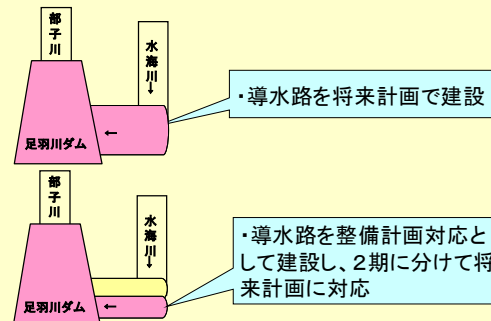 部子川
水海川↓
・導水路を将来計画で建設
←
足羽川ダム
部子川
水海川↓
・導水路を整備計画対応と
して建設し、２期に分けて将
来計画に対応
←
足羽川ダム